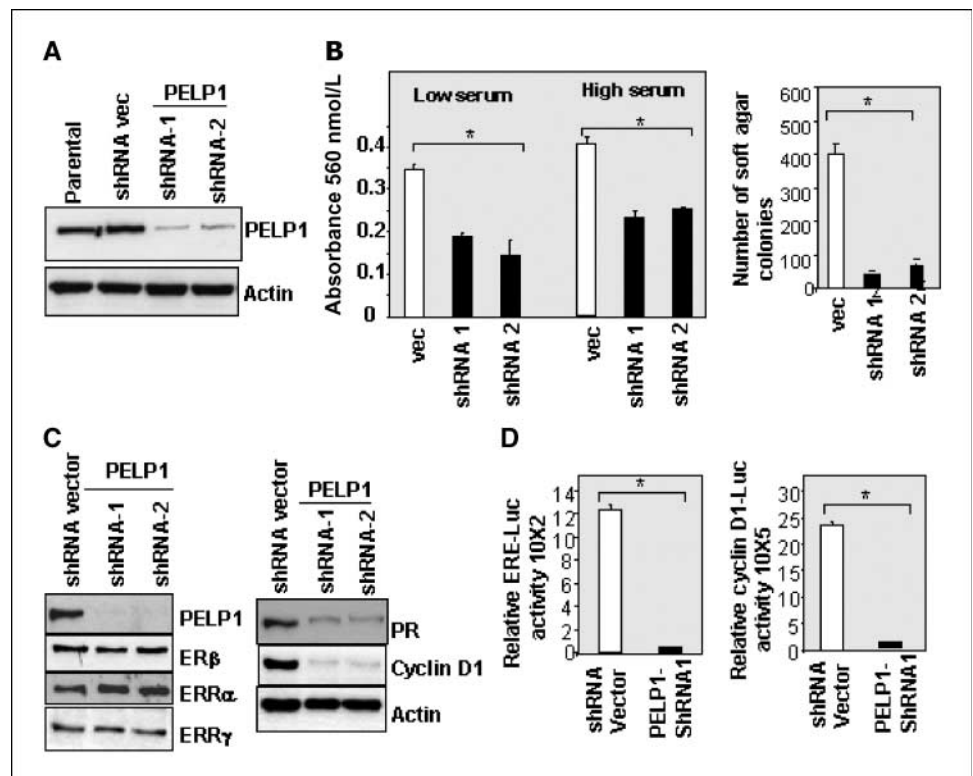 A
Parental
shRNA vec
PELP1
shRNA-1
shRNA-2
PELP1
Actin
B
Absorbance 560 nmol/L
0.4
0.3
0.2
0.1
0
Low serum
High serum
*
*
vec
shRNA 1
shRNA 2
vec
shRNA 1
shRNA 2
Number of soft agar
colonies
600
500
400
300
200
100
0
*
vec
shRNA 1
shRNA 2
C
shRNA vector
PELP1
shRNA-1
shRNA-2
PELP1
ERβ
ERRα
ERRγ
shRNA vector
PELP1
shRNA-1
shRNA-2
PR
Cyclin D1
Actin
D
Relative ERE-Luc
activity 10X2
14
12
10
8
6
4
2
0
*
shRNA
Vector
PELP1-
ShRNA1
Relative cyclin D1-Luc
activity 10X5
30
25
20
15
10
5
0
*
shRNA
Vector
PELP1-
ShRNA1